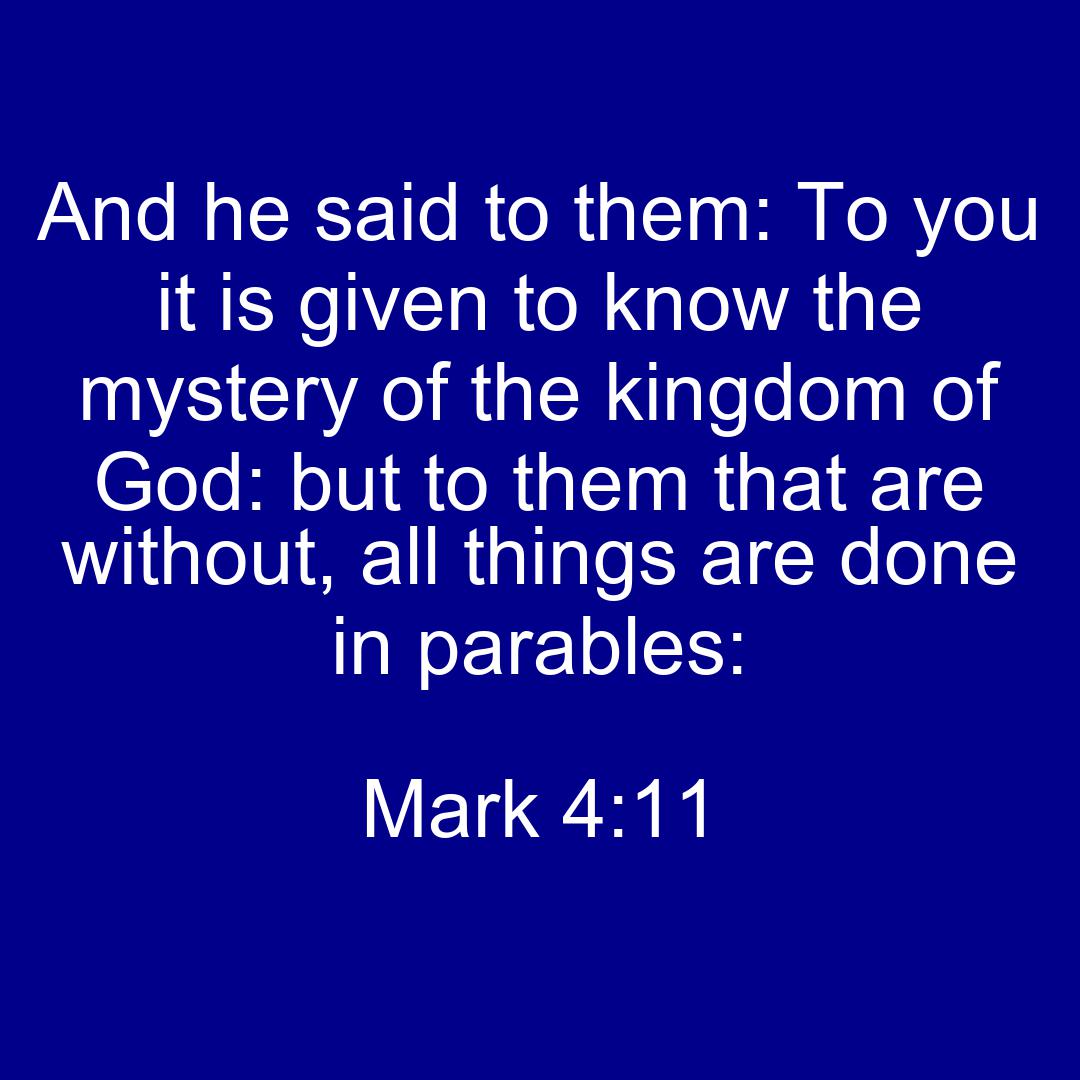 And he said to them: To you
it is given to know the
mystery of the kingdom of
God: but to them that are
without, all things are done
in parables:
Mark 4:11